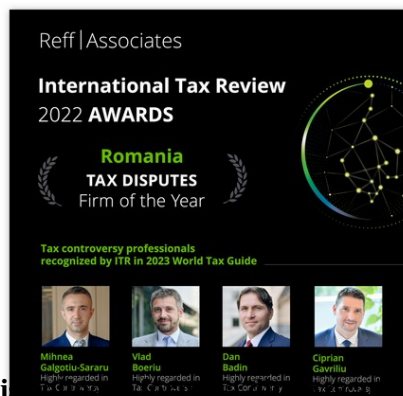 Reff | Associates
International Tax Review
2022 AWARDS
Romania
TAX DISPUTES
Firm of the Year
Tax controversy professionals
recognized by ITR in 2023 World Tax Guide
Mihnea
Galgotiu-Sararu
Highly regarded in
Vlad
Boeriu
Highly regarded in
Dan
Badin
Highly regarded in
Ciprian
Gavriliu
Highly regarded in